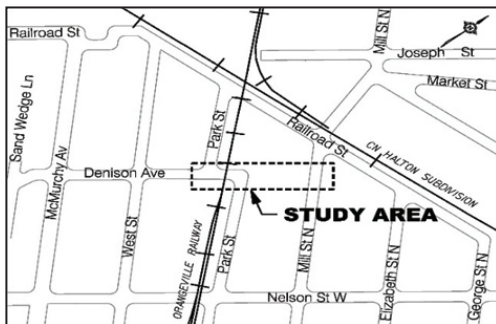 Railroad St
Mill St N
Joseph St
Market St
Sand Wedge Ln
McMurchy Av
Park St
Railroad St
CN HALTON SUBDIVISION
Denison Ave
STUDY AREA
West St
ORANGEVILLE RAILWAY
Park St
Mill St N
Elizabeth St N
George St N
Nelson St W